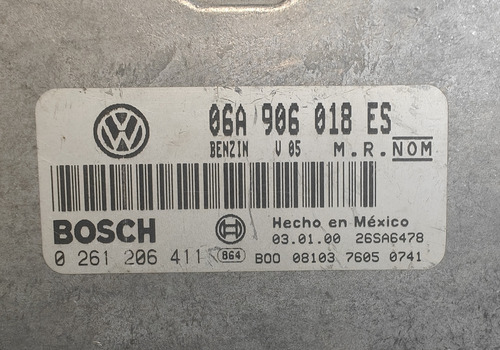 06A 906 018 ES
BENZIN V 05 M.R. NOM
BOSCH Hecho en México
03.01.00 26SA6478
0 261 206 411 864 B00 08103 7605 0741